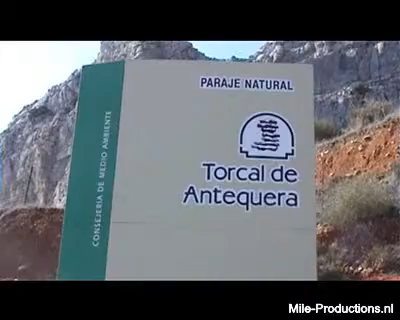 PARAJE NATURAL
Torcal de
Antequera
CONSEJERIA DE MEDIO AMBIENTE
Mile-Productions.nl